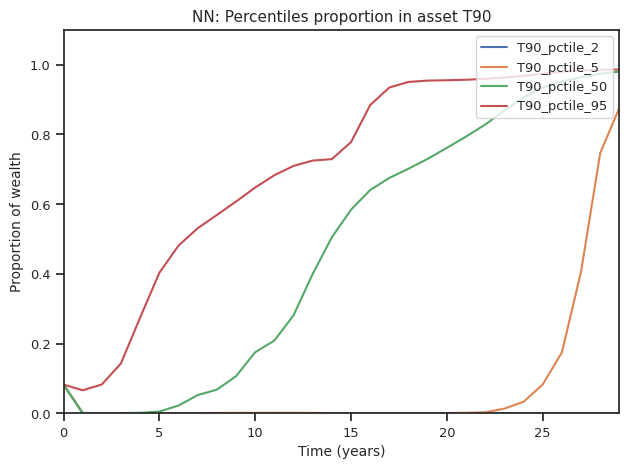 NN: Percentiles proportion in asset T90
T90_pctile_2
T90_pctile_5
T90_pctile_50
T90_pctile_95
1.0
0.8
0.6
0.4
0.2
0.0
Proportion of wealth
0 5 10 15 20 25
Time (years)